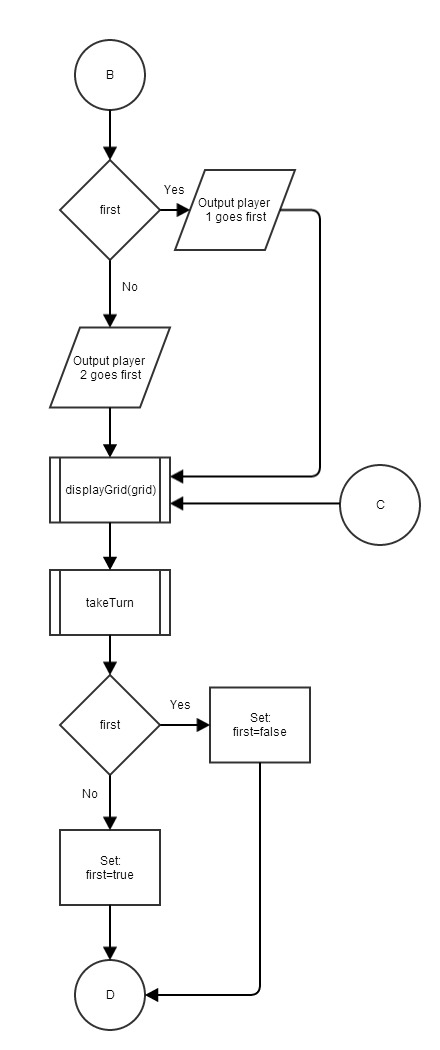 B
first
Yes
Output player
1 goes first
No
Output player
2 goes first
displayGrid(grid)
C
takeTurn
first
Yes
Set:
first=false
No
Set:
first=true
D